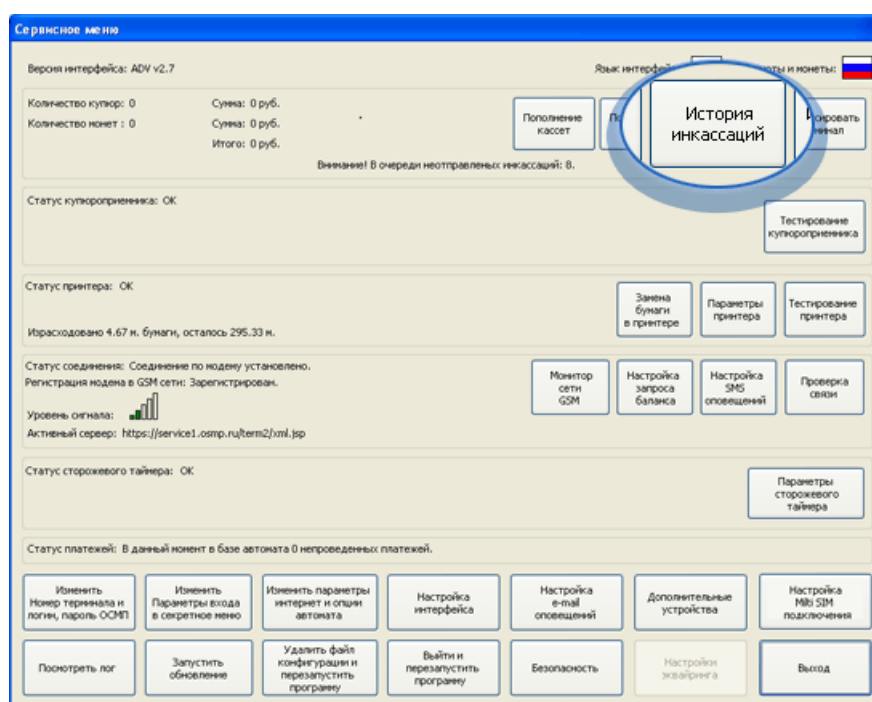 Сервисное меню
Версия интерфейса: ADV v2.7
Язык
и монеты:
Количество купюр: 0
Сумма: 0 руб.
Количество монет : 0
Сумма: 0 руб.
Итого: 0 руб.
Пополнение
кассет
История
инкассаций
Внимание! В очереди неотправленых инкассаций: 8.
Статус купюроприемника: OK
Тестирование
купюроприемника
Статус принтера: OK
Замена
бумаги
в принтере
Параметры
принтера
Тестирование
принтера
Израсходовано 4.67 м. бумаги, осталось 295.33 м.
Статус соединения: Соединение по модему установлено.
Регистрация модема в GSM сети: Зарегистрирован.
Уровень сигнала:
Активный сервер: https://service1.osmp.ru/term2/xml.jsp
Монитор
сети
GSM
Настройка
запроса
баланса
Настройка
SMS
оповещений
Проверка
связи
Статус сторожевого таймера: OK
Параметры
сторожевого
таймера
Статус платежей: В данный момент в базе автомата 0 непроведенных платежей.
Изменить
Номер терминала и
логин, пароль ОСМП
Изменить
Параметры входа
в секретное меню
Изменить параметры
интернет и опции
автомата
Настройка
интерфейса
Настройка
e-mail
оповещений
Дополнительные
устройства
Настройка
Milti SIM
подключения
Посмотреть лог
Запустить
обновление
Удалить файл
конфигурации и
перезапустить
программу
Выйти и
перезапустить
программу
Безопасность
Настройки
эквайринга
Выход